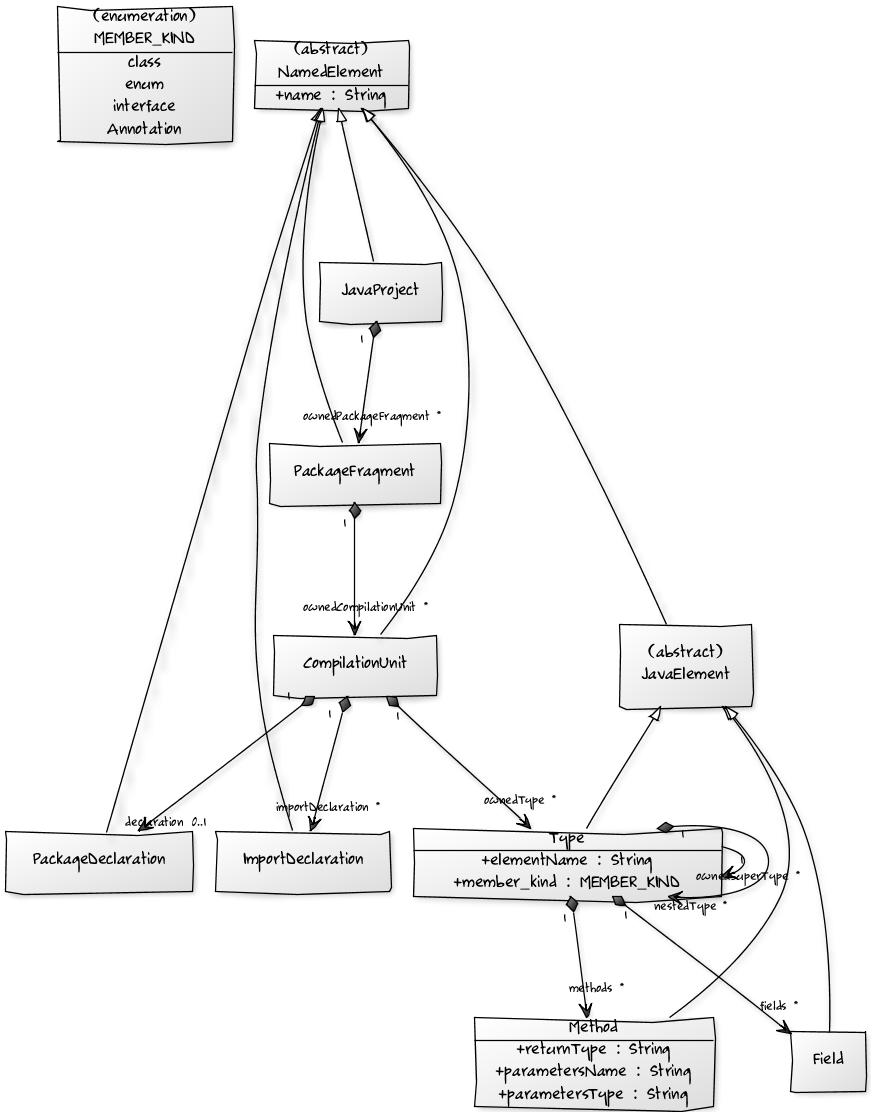 (enumeration)
MEMBER_KIND
class
enum
interface
Annotation
(abstract)
NamedElement
+name : String
JavaProject
1
ownedPackageFragment *
PackageFragment
1
ownedCompilationUnit *
CompilationUnit
(abstract)
JavaElement
1
1
1
ownedType *
importDeclaration *
declaration 0..1
PackageDeclaration
ImportDeclaration
Type
+elementName : String
+member_kind : MEMBER_KIND
1
1
ownedSuperType *
nestedType *
1
1
methods *
fields *
Method
+returnType : String
+parametersName : String
+parametersType : String
Field